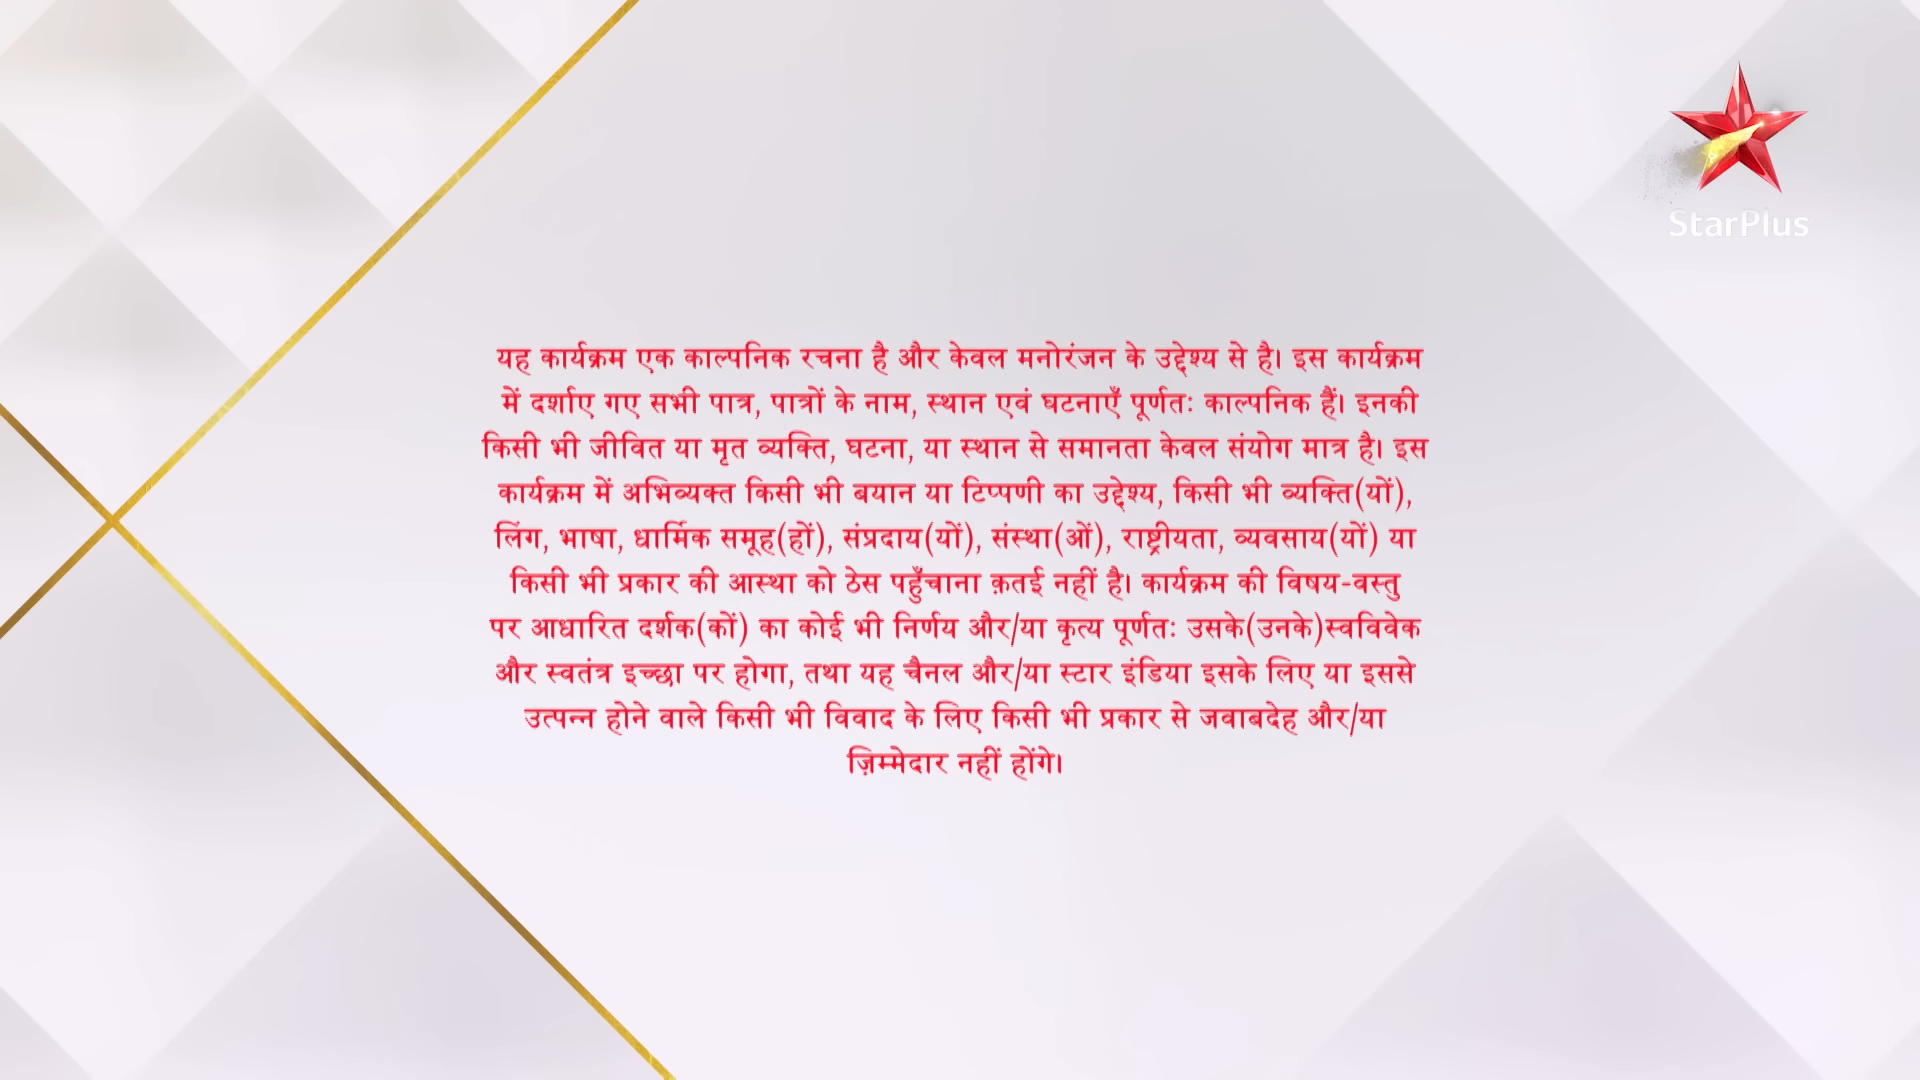 StarPlus
यह कार्यक्रम एक काल्पनिक रचना है और केवल मनोरंजन के उद्देश्य से है। इस कार्यक्रम
में दर्शाए गए सभी पात्र, पात्रों के नाम, स्थान एवं घटनाएँ पूर्णतः काल्पनिक हैं। इनकी
किसी भी जीवित या मृत व्यक्ति, घटना, या स्थान से समानता केवल संयोग मात्र है। इस
कार्यक्रम में अभिव्यक्त किसी भी बयान या टिप्पणी का उद्देश्य, किसी भी व्यक्ति(यों),
लिंग, भाषा, धार्मिक समूह(हों), संप्रदाय(यों), संस्था(ओं), राष्ट्रीयता, व्यवसाय(यों) या
किसी भी प्रकार की आस्था को ठेस पहुँचाना क़तई नहीं है। कार्यक्रम की विषय-वस्तु
पर आधारित दर्शक(कों) का कोई भी निर्णय और/या कृत्य पूर्णतः उसके(उनके)स्वविवेक
और स्वतंत्र इच्छा पर होगा, तथा यह चैनल और/या स्टार इंडिया इसके लिए या इससे
उत्पन्न होने वाले किसी भी विवाद के लिए किसी भी प्रकार से जवाबदेह और/या
ज़िम्मेदार नहीं होंगे।